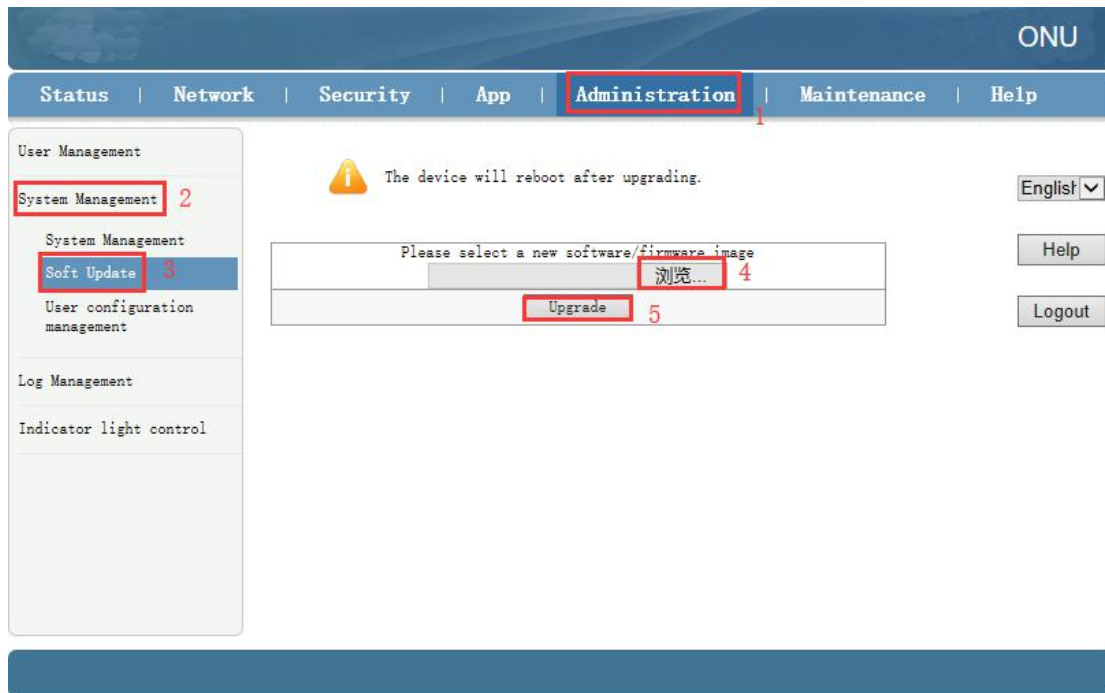 ONU
Status | Network | Security | App | Administration | Maintenance | Help
1
User Management
System Management 2
System Management
Soft Update 3
User configuration
management
Log Management
Indicator light control
The device will reboot after upgrading.
Please select a new software/firmware image
浏览... 4
Upgrade 5
English
Help
Logout